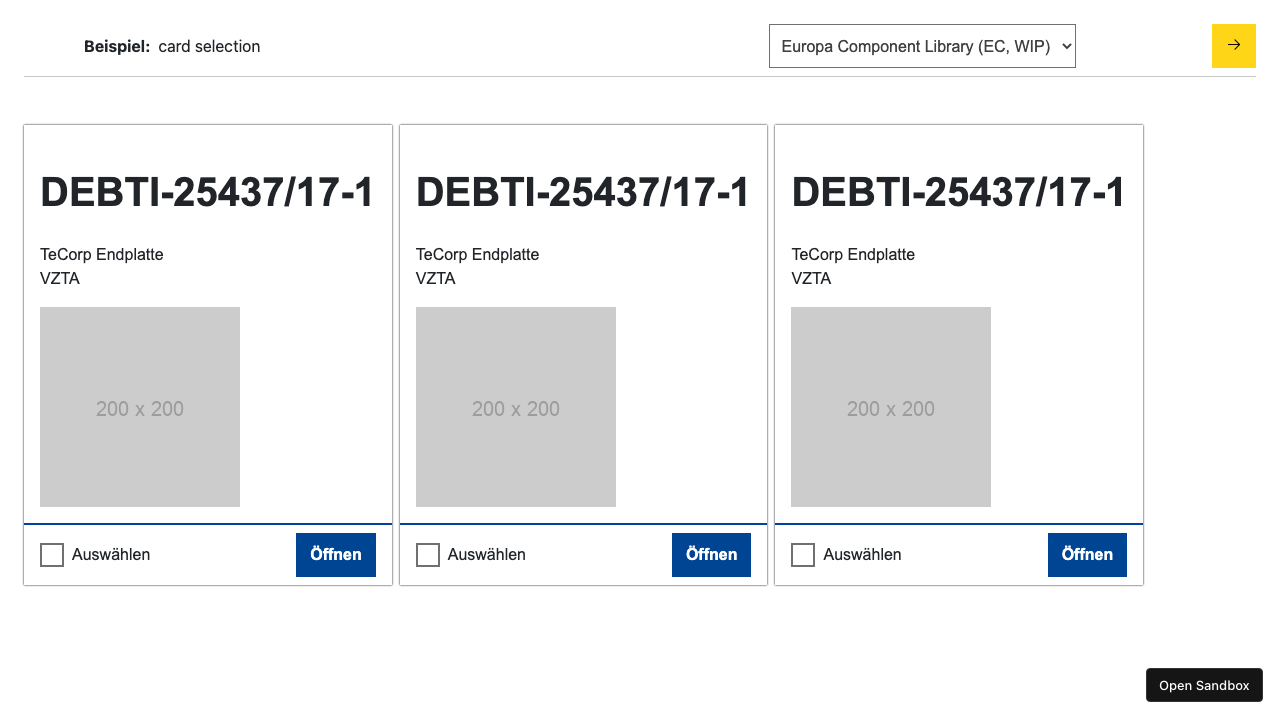 Beispiel: card selection
Europa Component Library (EC, WIP)
DEBTI-25437/17-1
TeCorp Endplatte
VZTA
200 x 200
Auswählen
Öffnen
DEBTI-25437/17-1
TeCorp Endplatte
VZTA
200 x 200
Auswählen
Öffnen
DEBTI-25437/17-1
TeCorp Endplatte
VZTA
200 x 200
Auswählen
Öffnen
Open Sandbox